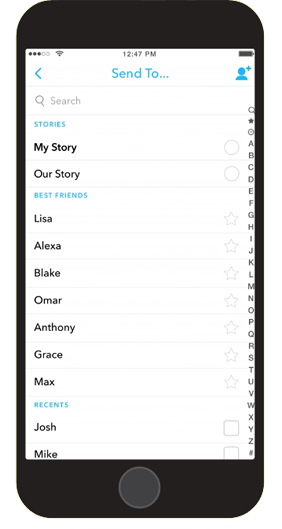 12:47 PM
Send To...
Search
STORIES
My Story
Our Story
BEST FRIENDS
Lisa
Alexa
Blake
Omar
Anthony
Grace
Max
RECENTS
Josh
Mike
A
B
C
D
E
F
G
H
I
J
K
L
M
N
O
P
Q
R
S
T
U
V
W
X
Y
Z
#